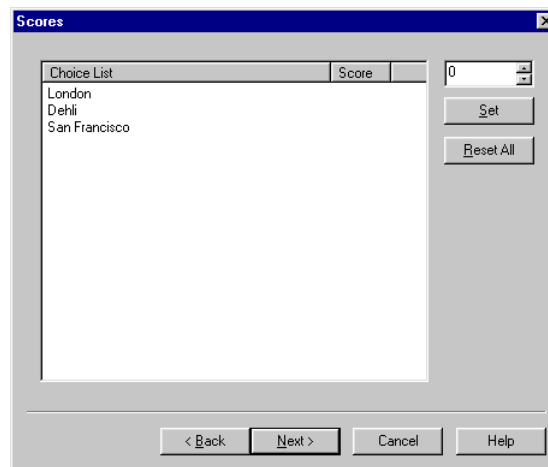 Scores
Choice List Score
0
London
Dehli
San Francisco
Set
Reset All
< Back Next > Cancel Help